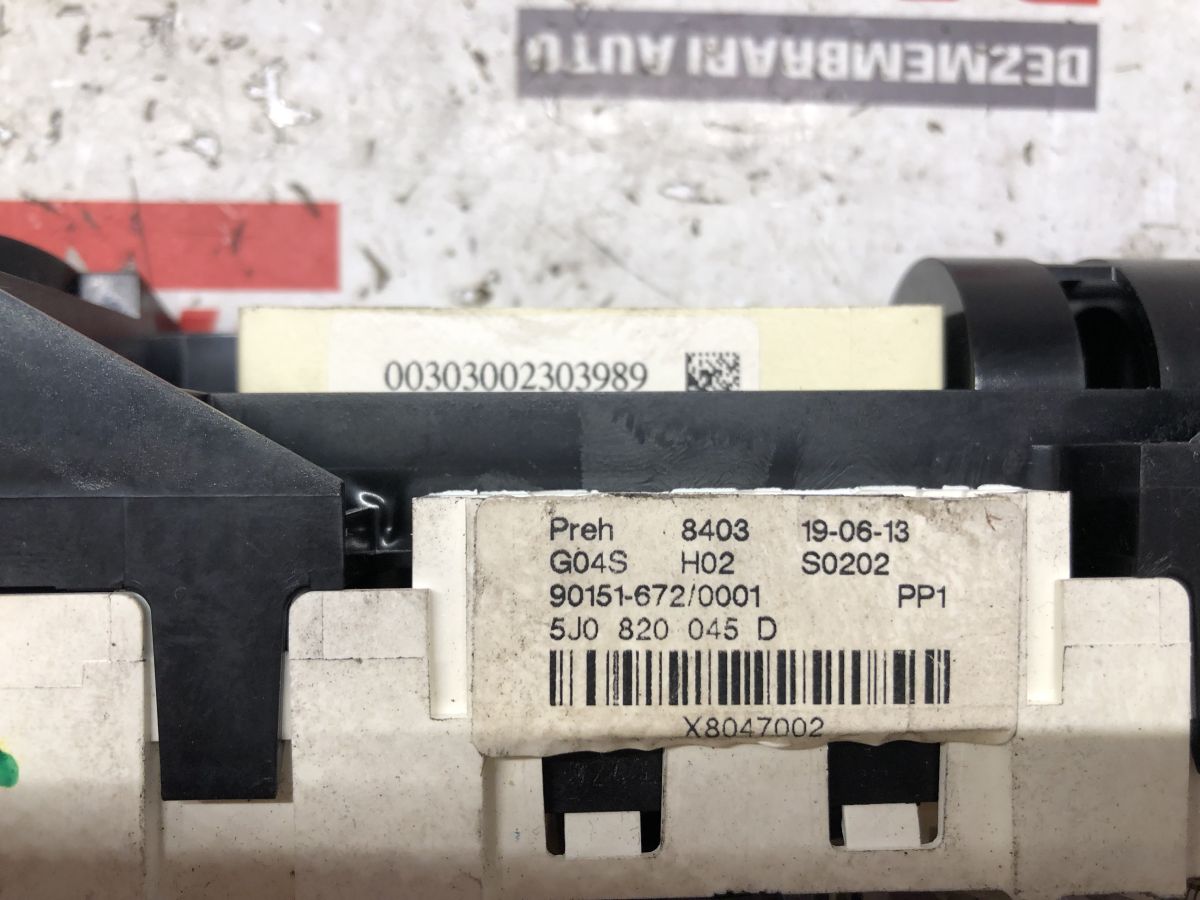 DEZMEMBRARI AUTO
00303002303989
Preh 8403 19-06-13
G04S H02 S0202
90151-672/0001 PP1
5J0 820 045 D
X8047002